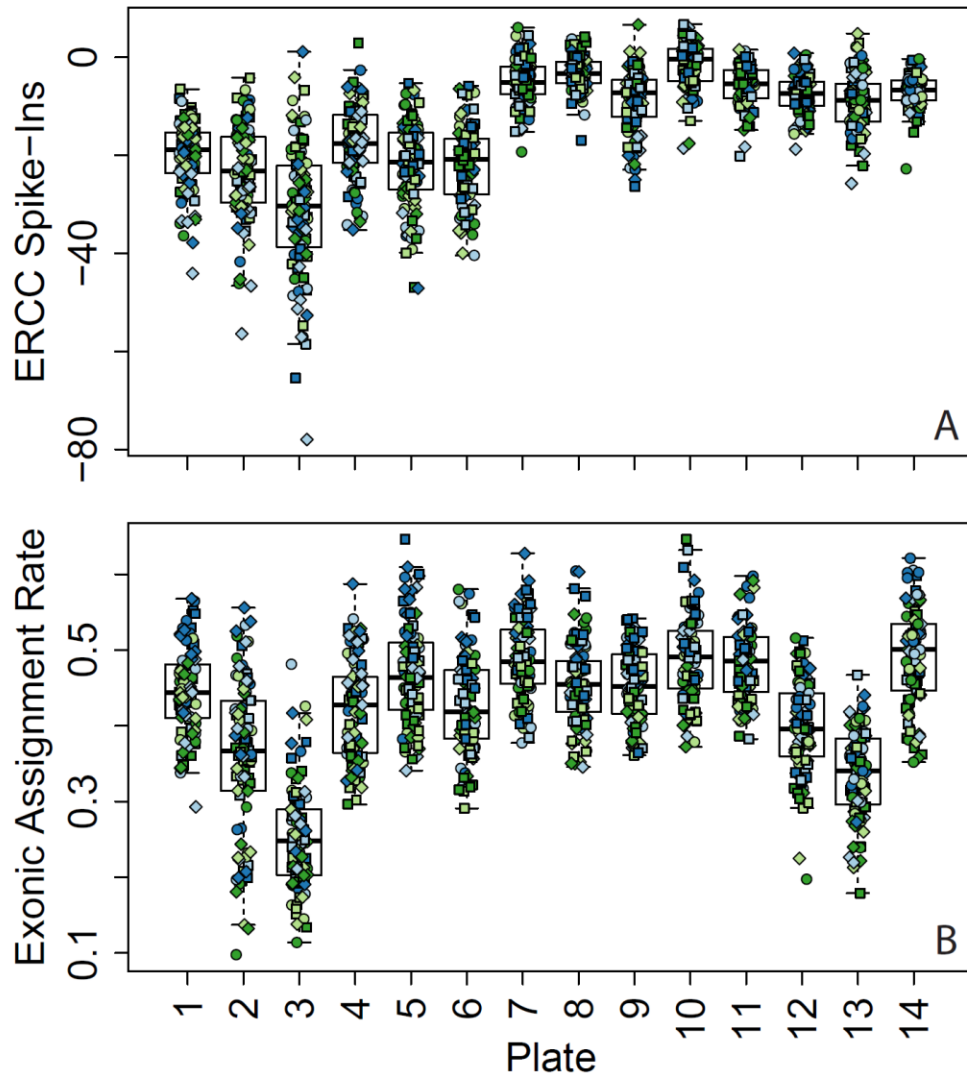 ERCC Spike−Ins
0
−40
−80
A
Exonic Assignment Rate
0.5
0.3
0.1
B
1 2 3 4 5 6 7 8 9 10 11 12 13 14
Plate